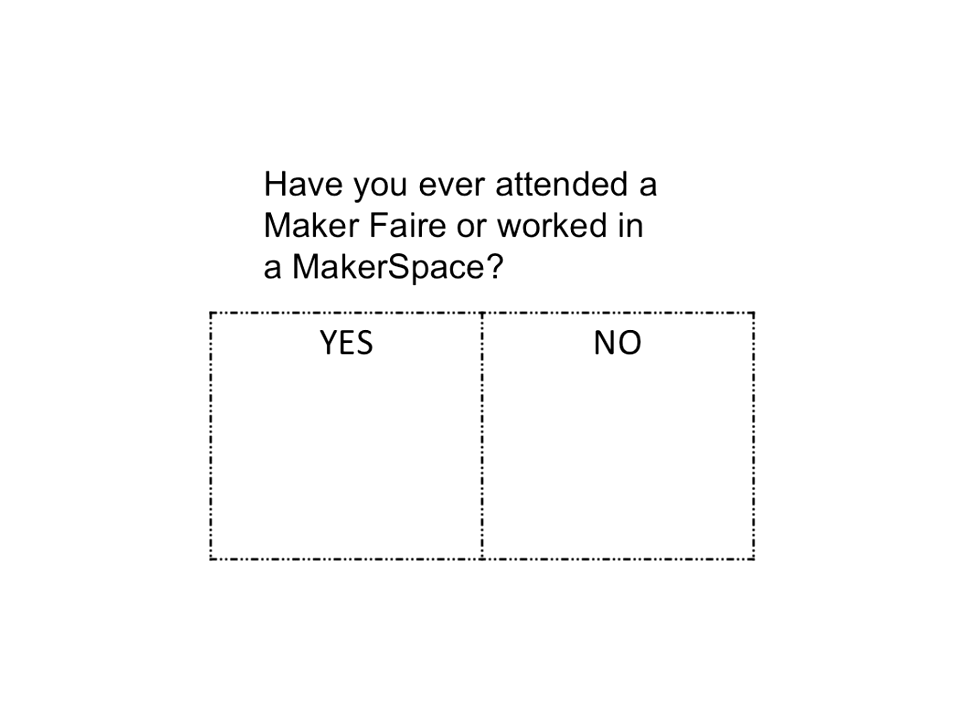 Have you ever attended a
Maker Faire or worked in
a MakerSpace?
YES NO